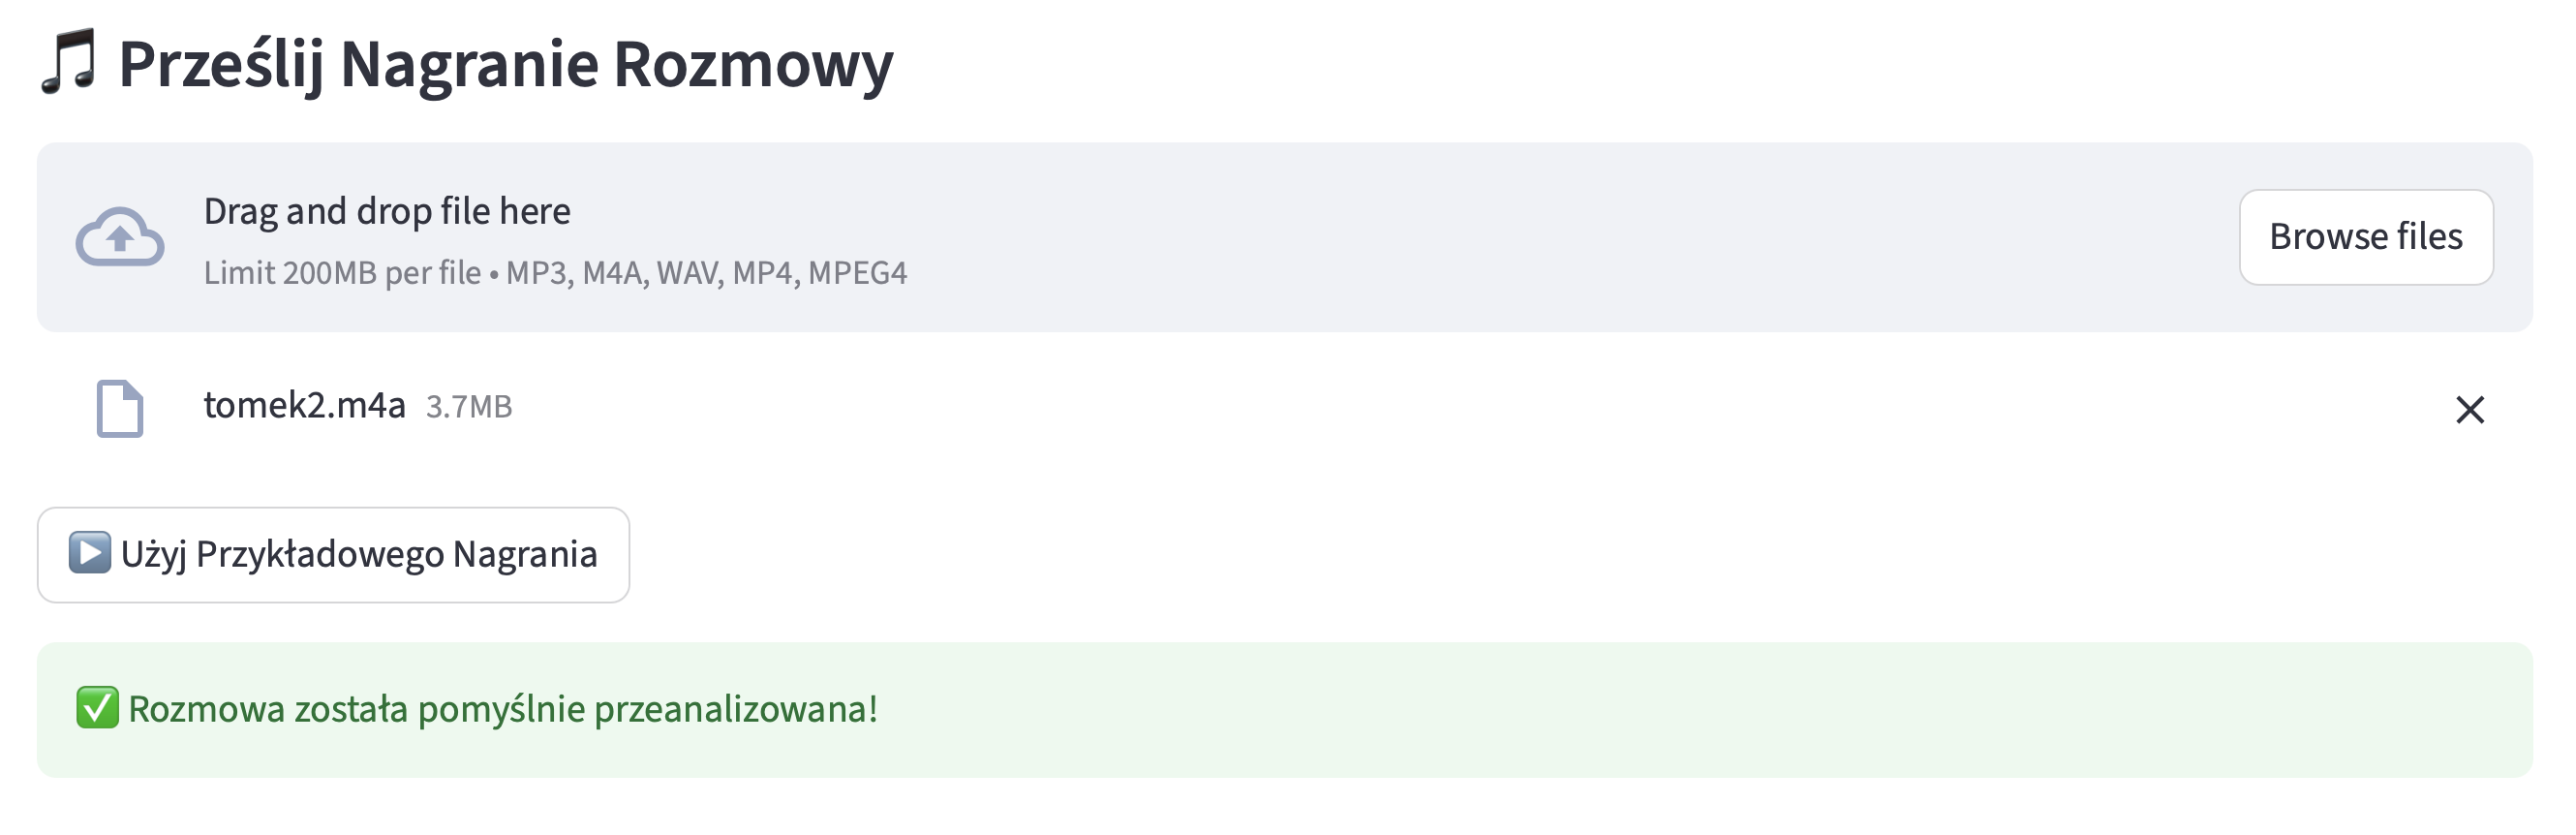 🎵 Prześlij Nagranie Rozmowy
Drag and drop file here
Browse files
Limit 200MB per file • MP3, M4A, WAV, MP4, MPEG4
tomek2.m4a 3.7MB
▶️ Użyj Przykładowego Nagrania
✅ Rozmowa została pomyślnie przeanalizowana!